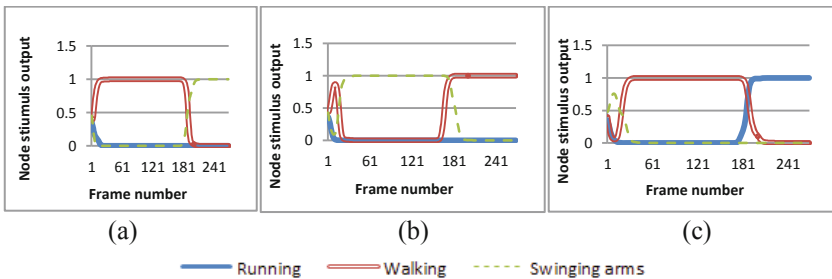 Node stiumuls output
1.5
1
0.5
0
1 61 121 181 241
Frame number
(a)
Node stimulus output
1.5
1
0.5
0
1 61 121 181 241
Frame number
(b)
Node stimulus output
1.5
1
0.5
0
1 61 121 181 241
Frame number
(c)
Running Walking Swinging arms